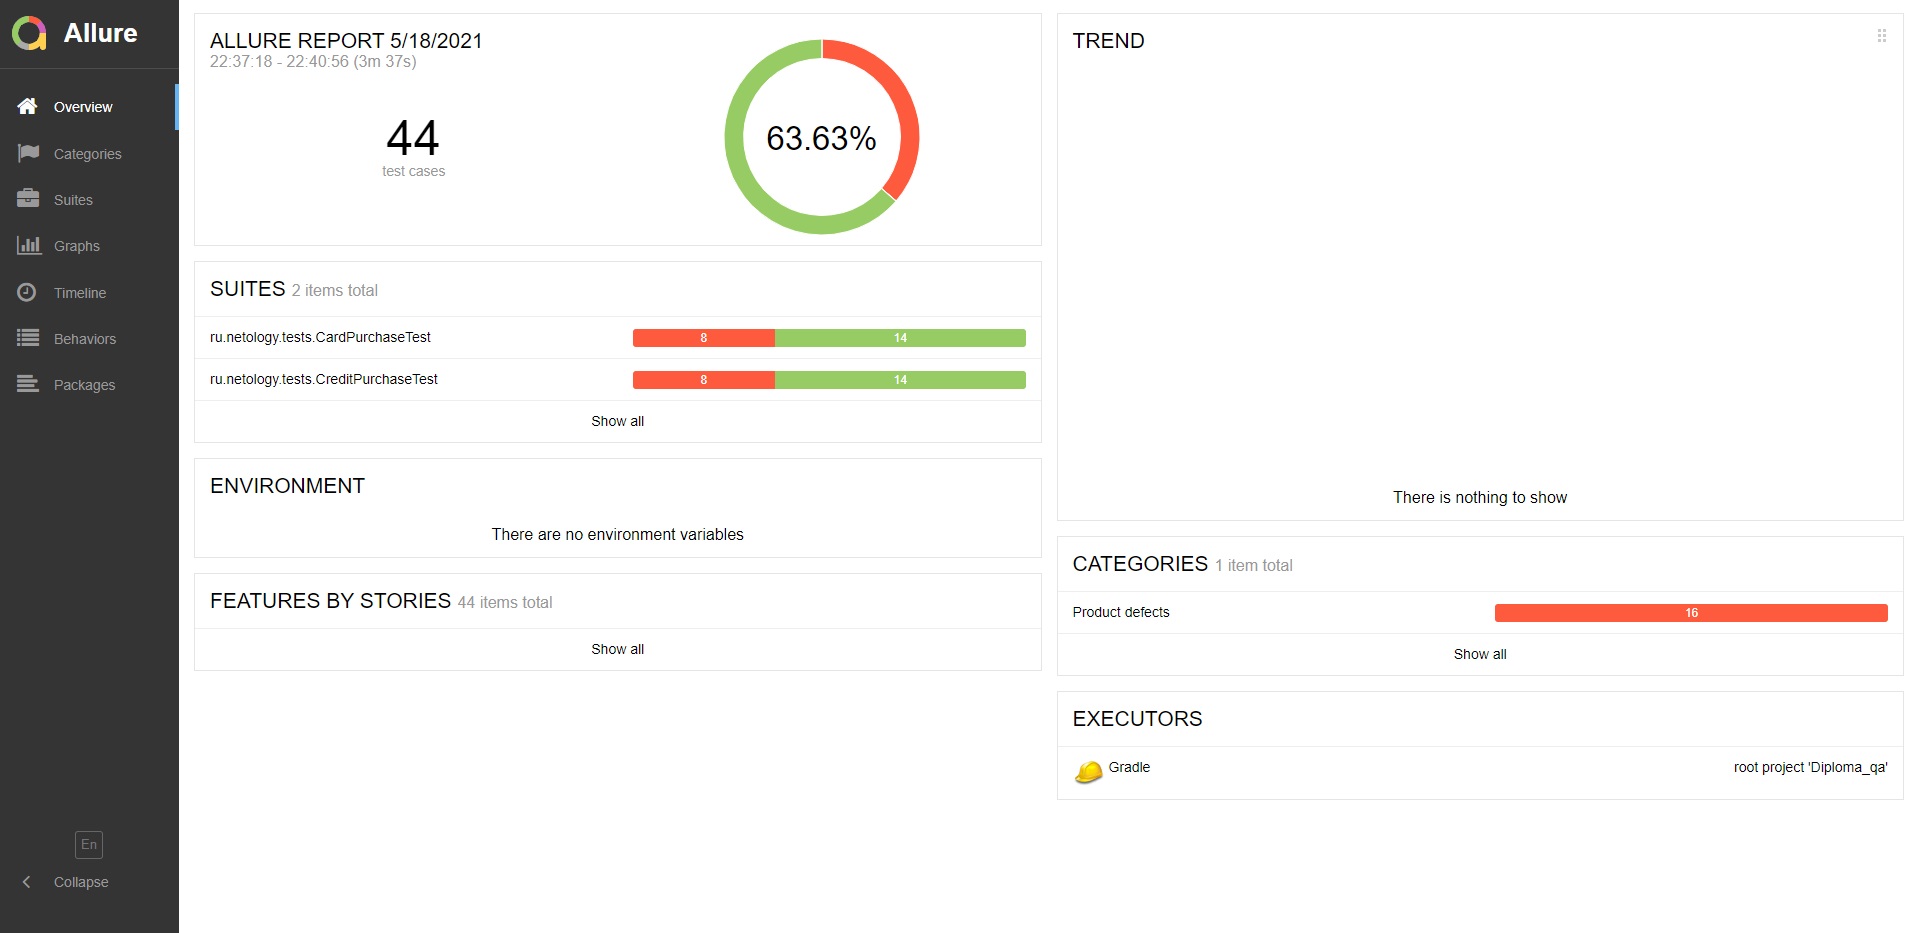 Allure
Overview
Categories
Suites
Graphs
Timeline
Behaviors
Packages
En
Collapse
ALLURE REPORT 5/18/2021
22:37:18 - 22:40:56 (3m 37s)
44
test cases
63.63%
SUITES 2 items total
ru.netology.tests.CardPurchaseTest 8 14
ru.netology.tests.CreditPurchaseTest 8 14
Show all
ENVIRONMENT
There are no environment variables
FEATURES BY STORIES 44 items total
Show all
TREND
There is nothing to show
CATEGORIES 1 item total
Product defects 16
Show all
EXECUTORS
Gradle root project 'Diploma_qa'